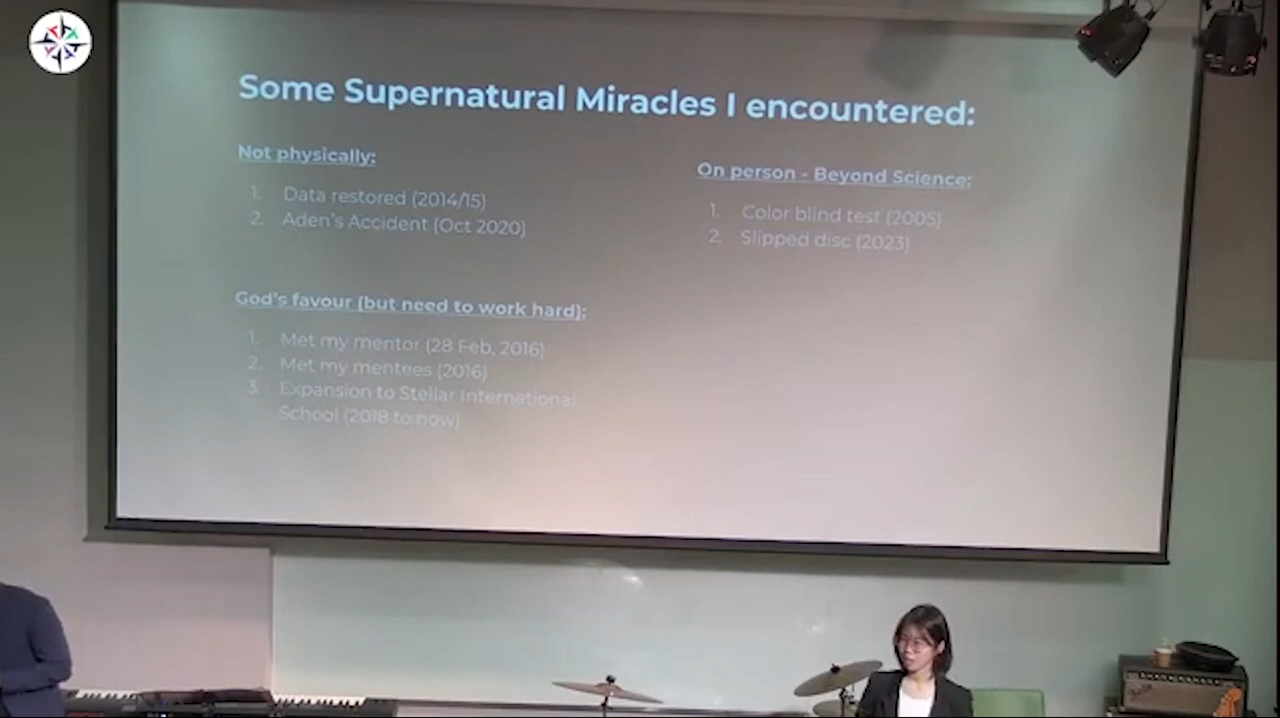 Some Supernatural Miracles I encountered:
Not physically:
1. Data restored (2014/15)
2. Aden's Accident (Oct 2020)
God's favour (but need to work hard):
1. Met my mentor (28 Feb, 2016)
2. Met my mentees (2016)
3. Expansion to Stellar International
School (2018 to now)
On person - Beyond Science:
1. Color blind test (2005)
2. Slipped disc (2023)
Fender